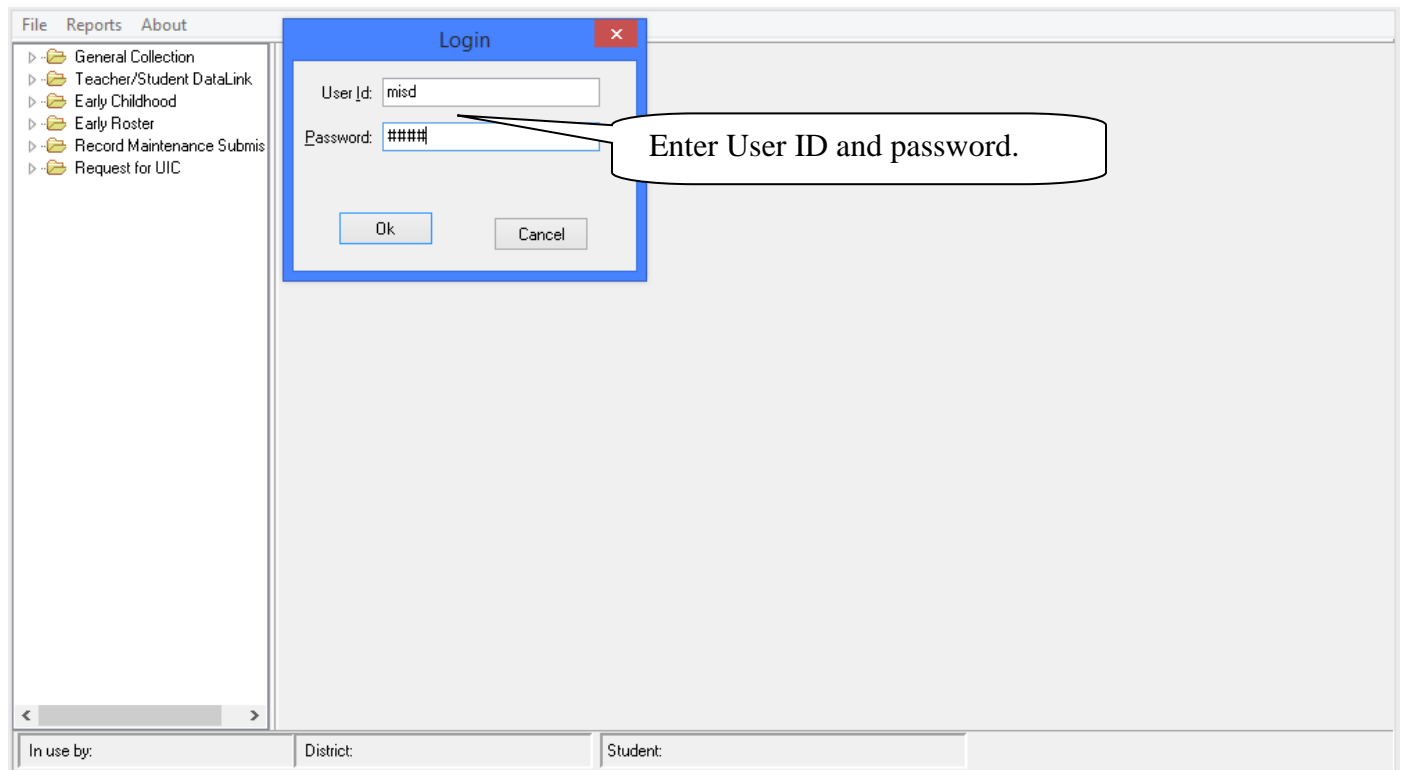 File Reports About
General Collection
Teacher/Student DataLink
Early Childhood
Early Roster
Record Maintenance Submis
Request for UIC
Login
User Id: misd
Password: ####
Ok Cancel
Enter User ID and password.
In use by: District: Student: